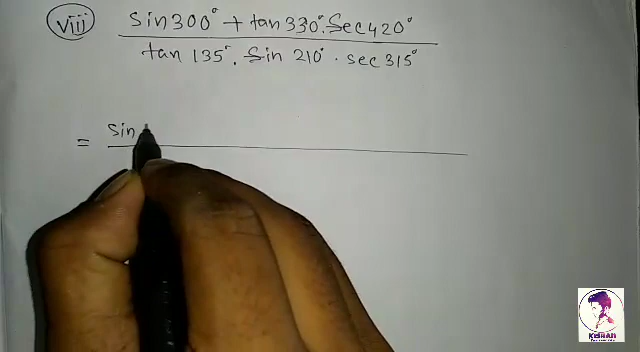 viii) sin300° + tan330°.Sec420°
tan 135°. Sin 210° . sec 315°
= sin